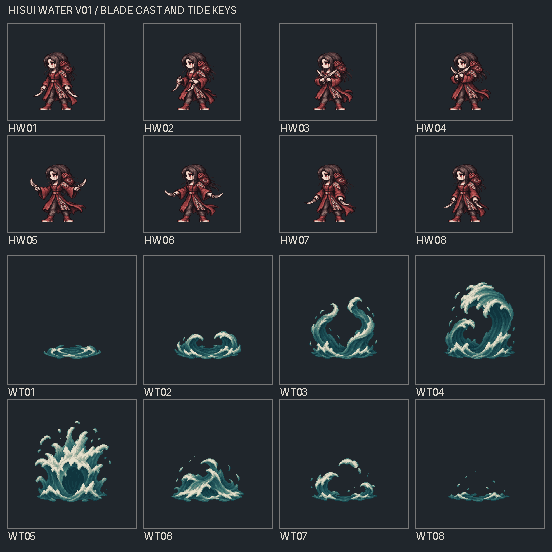 HISUI WATER V01 / BLADE CAST AND TIDE KEYS
HW01 HW02 HW03 HW04
HW05 HW06 HW07 HW08
WT01 WT02 WT03 WT04
WT05 WT06 WT07 WT08